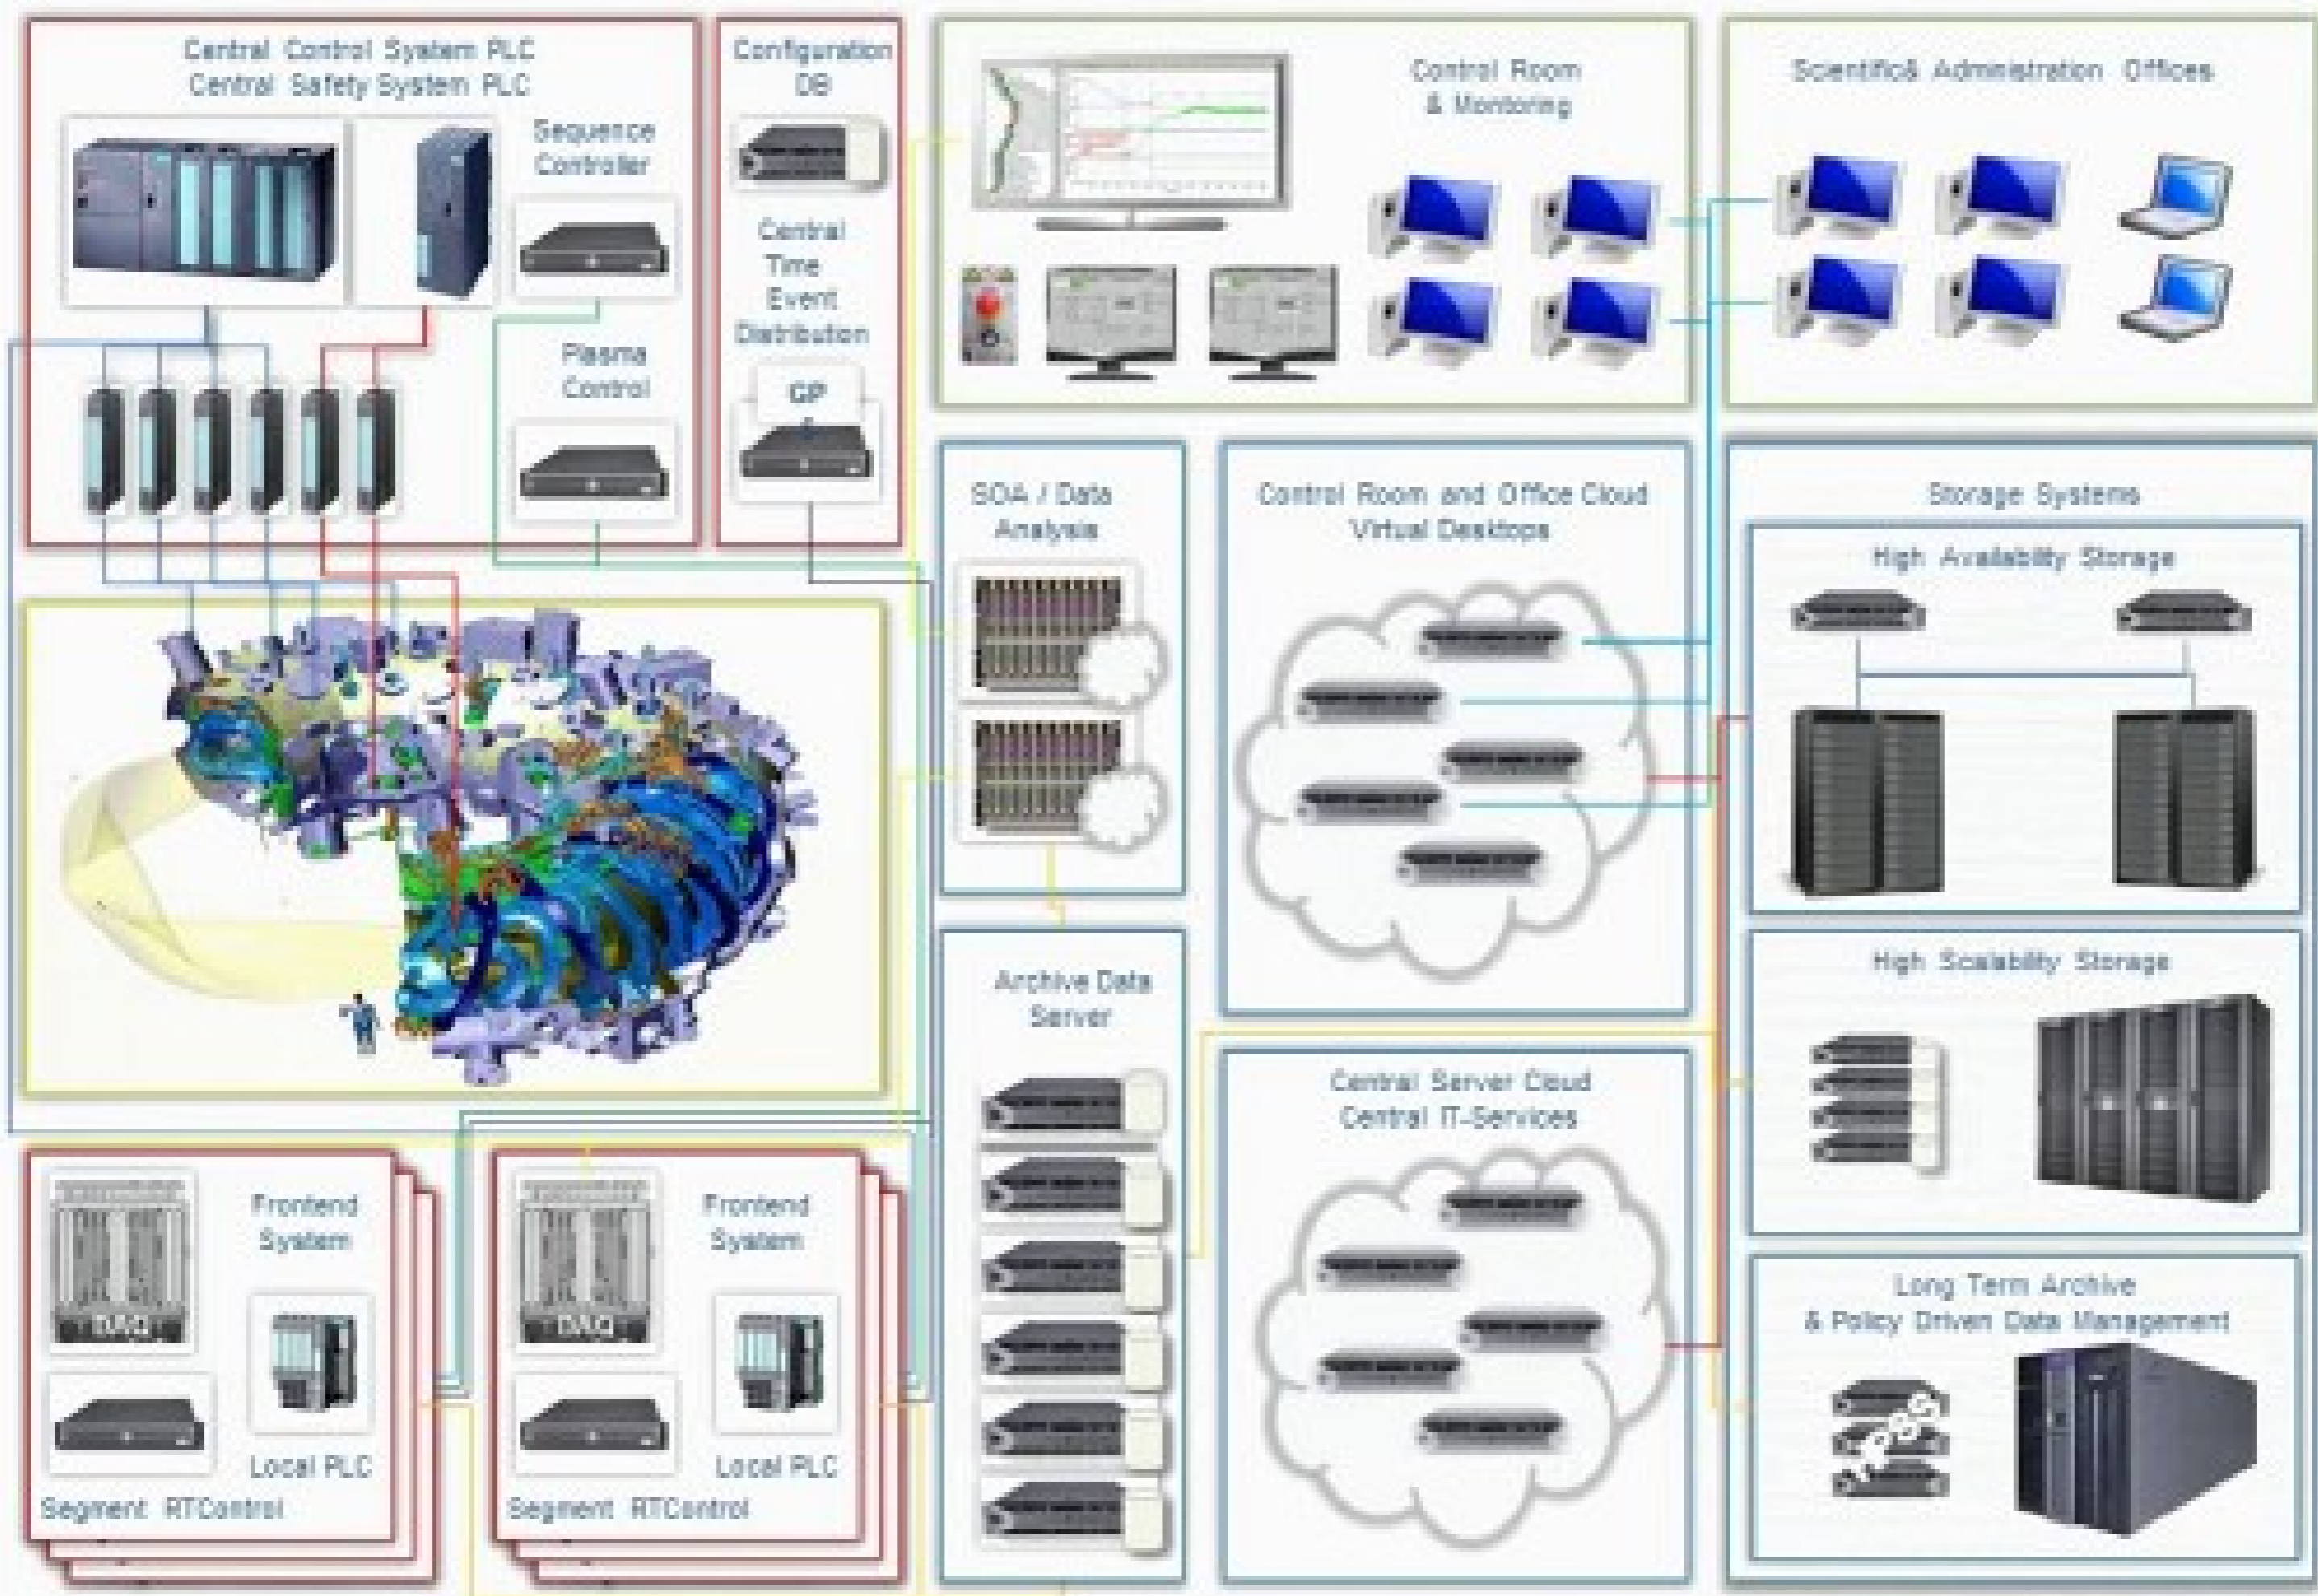 Central Control System PLC
Central Safety System PLC
Sequence
Controller
Plasma
Control
Configuration
DB
Central
Time
Event
Distribution
GP
Control Room
& Montoring
Scientific& Administration Offices
SOA / Data
Analysis
Control Room and Office Cloud
Virtual Desktops
Storage Systems
High Availability Storage
High Scalability Storage
Archive Data
Server
Central Server Cloud
Central IT-Services
Long Term Archive
& Policy Driven Data Management
Frontend
System
DAQ
Local PLC
Segment RTControl
Frontend
System
DAQ
Local PLC
Segment RTControl